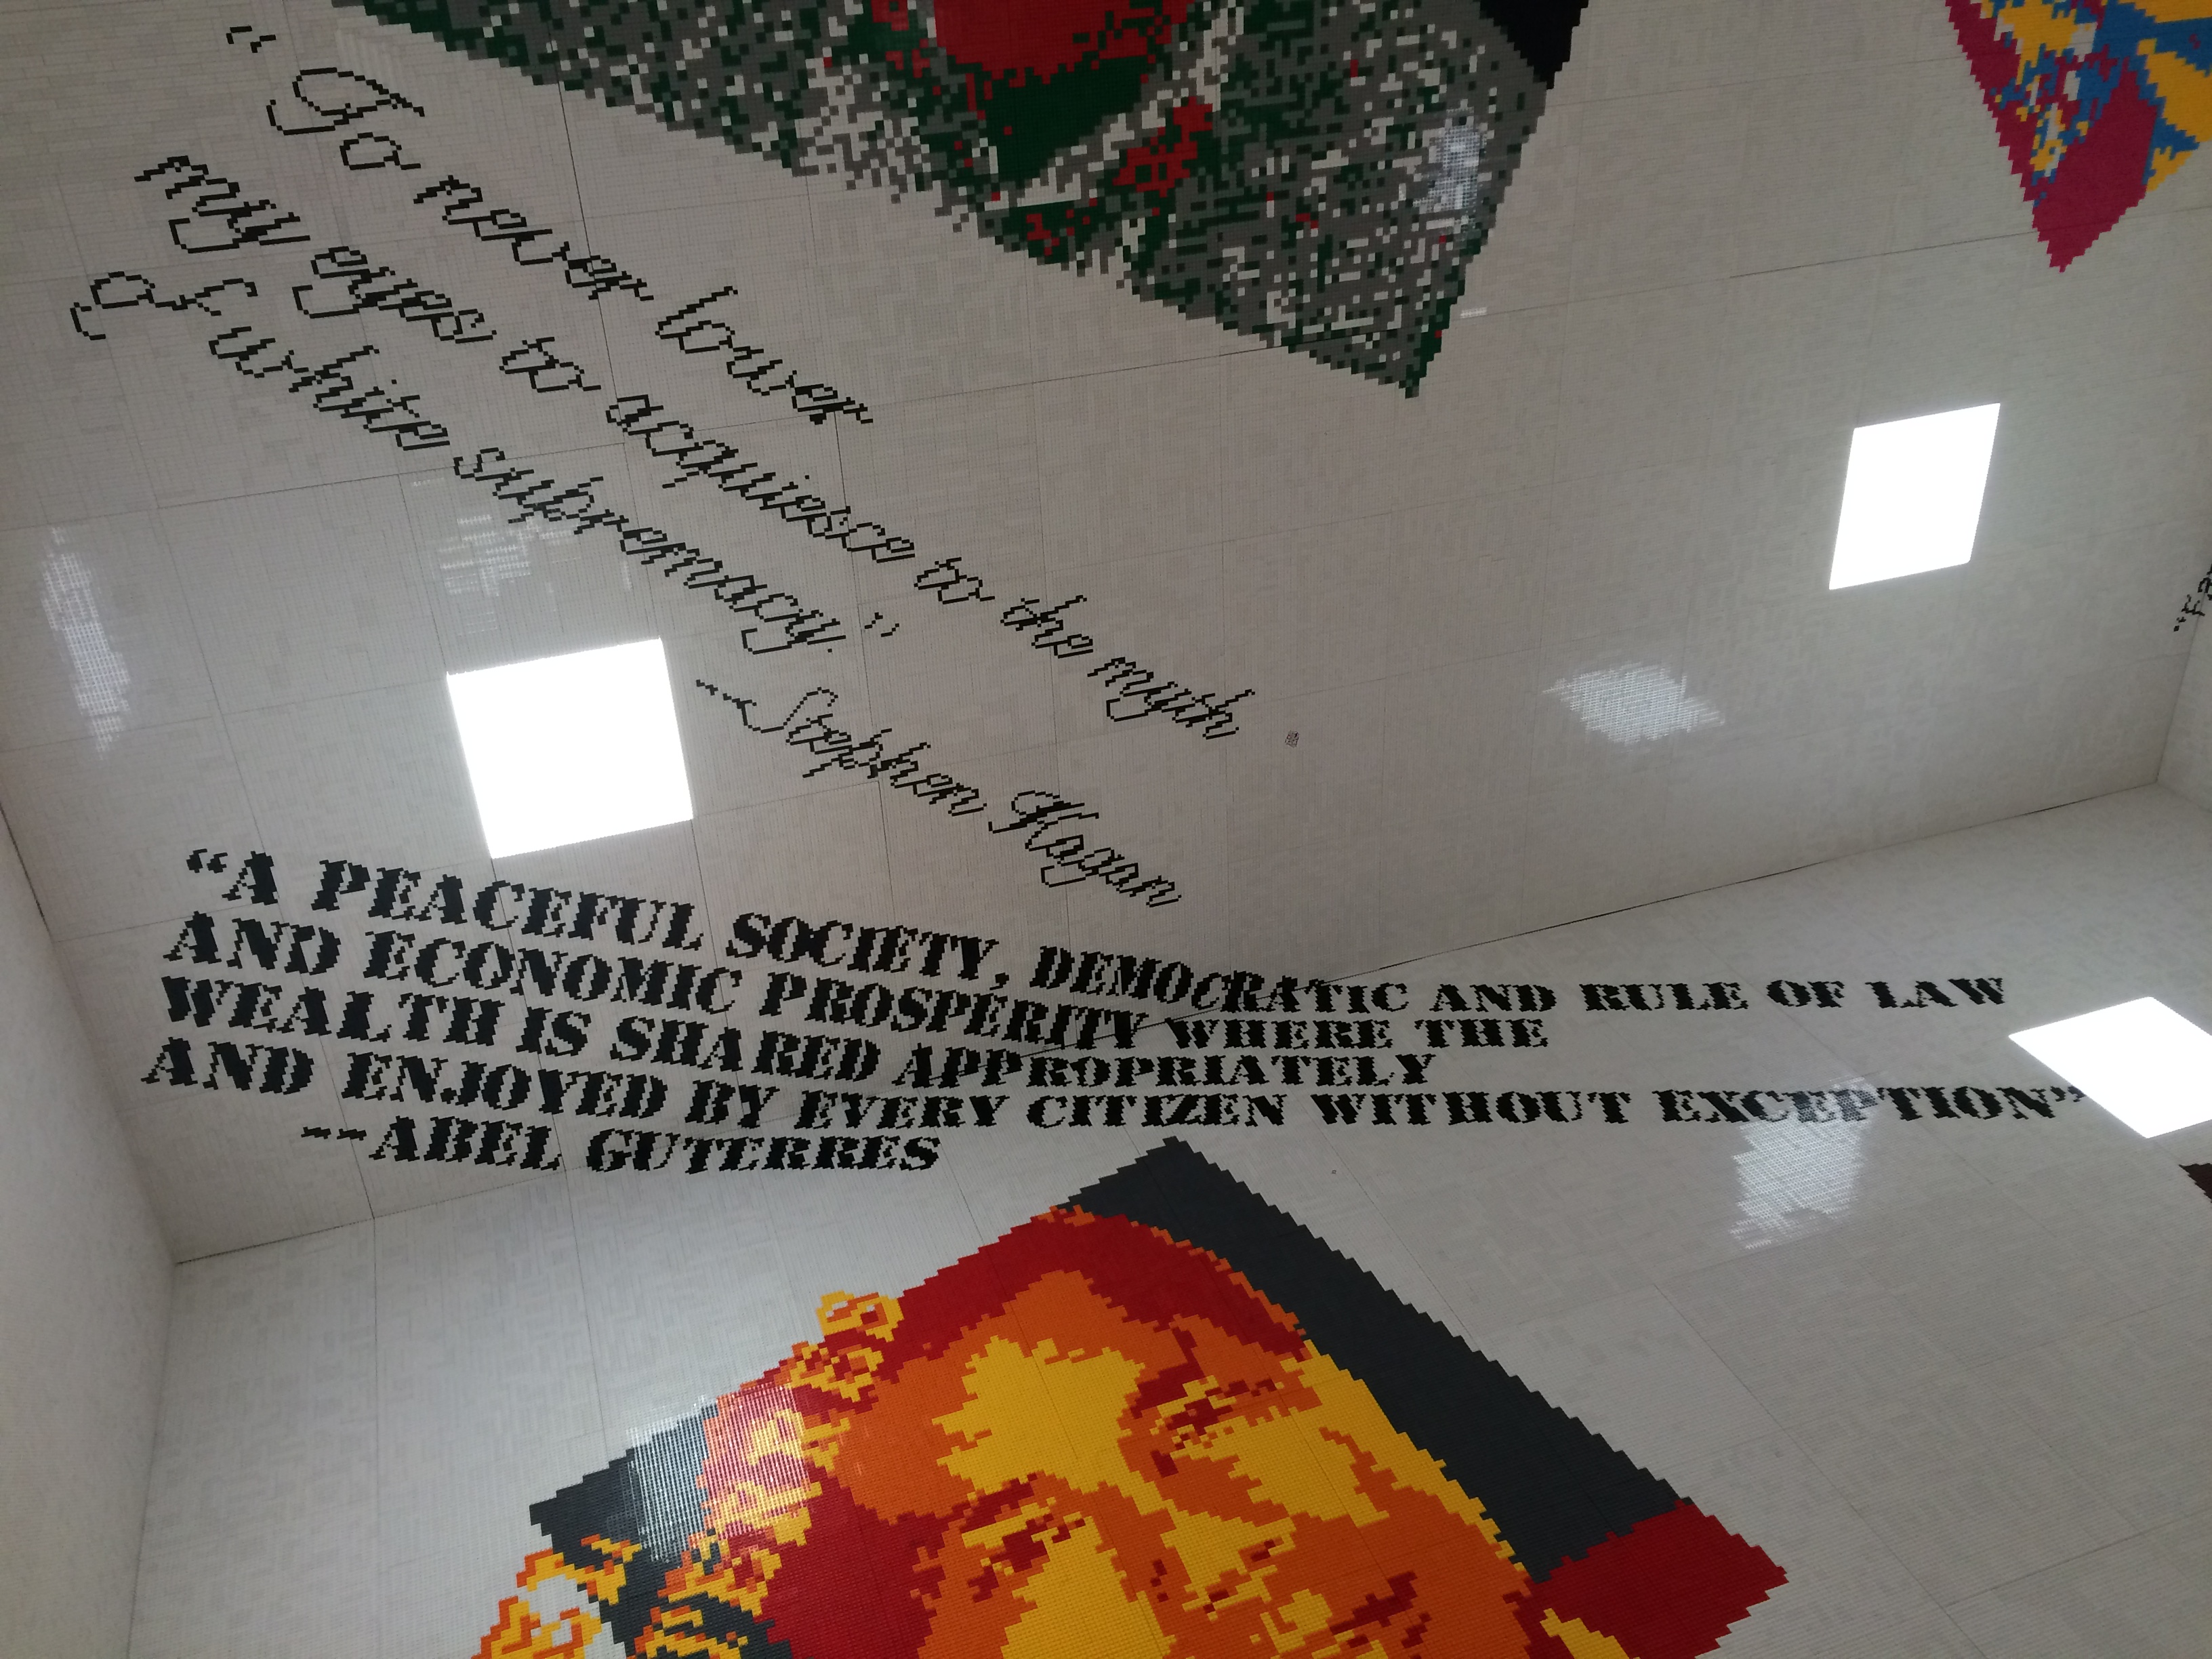 "To never lower
my eyes to acquiesce to the myth
of white supremacy."
~Stephen Hagan
"A PEACEFUL SOCIETY, DEMOCRATIC AND RULE OF LAW
AND ECONOMIC PROSPERITY WHERE THE
WEALTH IS SHARED APPROPRIATELY
AND ENJOYED BY EVERY CITIZEN WITHOUT EXCEPTION"
--ABEL GUTERRES